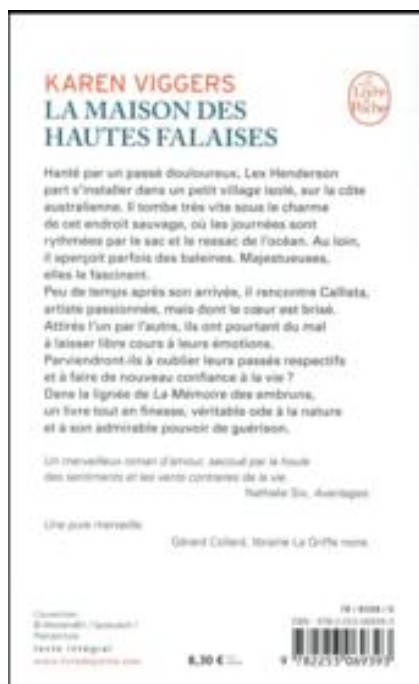 KAREN VIGGERS
LA MAISON DES
HAUTES FALAISES
Le Livre de Poche
Hanté par un passé douloureux, Lex Henderson
part s'installer dans un petit village isolé, sur la côte
australienne. Il tombe très vite sous le charme
de cet endroit sauvage, où les journées sont
rythmées par le sac et le ressac de l'océan. Au loin,
il aperçoit parfois des baleines. Majestueuses,
elles le fascinent.
Peu de temps après son arrivée, il rencontre Callista,
artiste passionnée, mais dont le cœur est brisé.
Attirés l'un par l'autre, ils ont pourtant du mal
à laisser libre cours à leurs émotions.
Parviendront-ils à oublier leurs passés respectifs
et à faire de nouveau confiance à la vie ?
Dans la lignée de La Mémoire des embruns,
un livre tout en finesse, véritable ode à la nature
et à son admirable pouvoir de guérison.
Un merveilleux roman d'amour, secoué par la houle
des sentiments et les vents contraires de la vie.
Nathalie Six, Avantages
Une pure merveille.
Gérard Collard, librairie La Griffe noire.
Couverture :
texte intégral
www.livredepoche.com
8,30 €
9 782253 069393